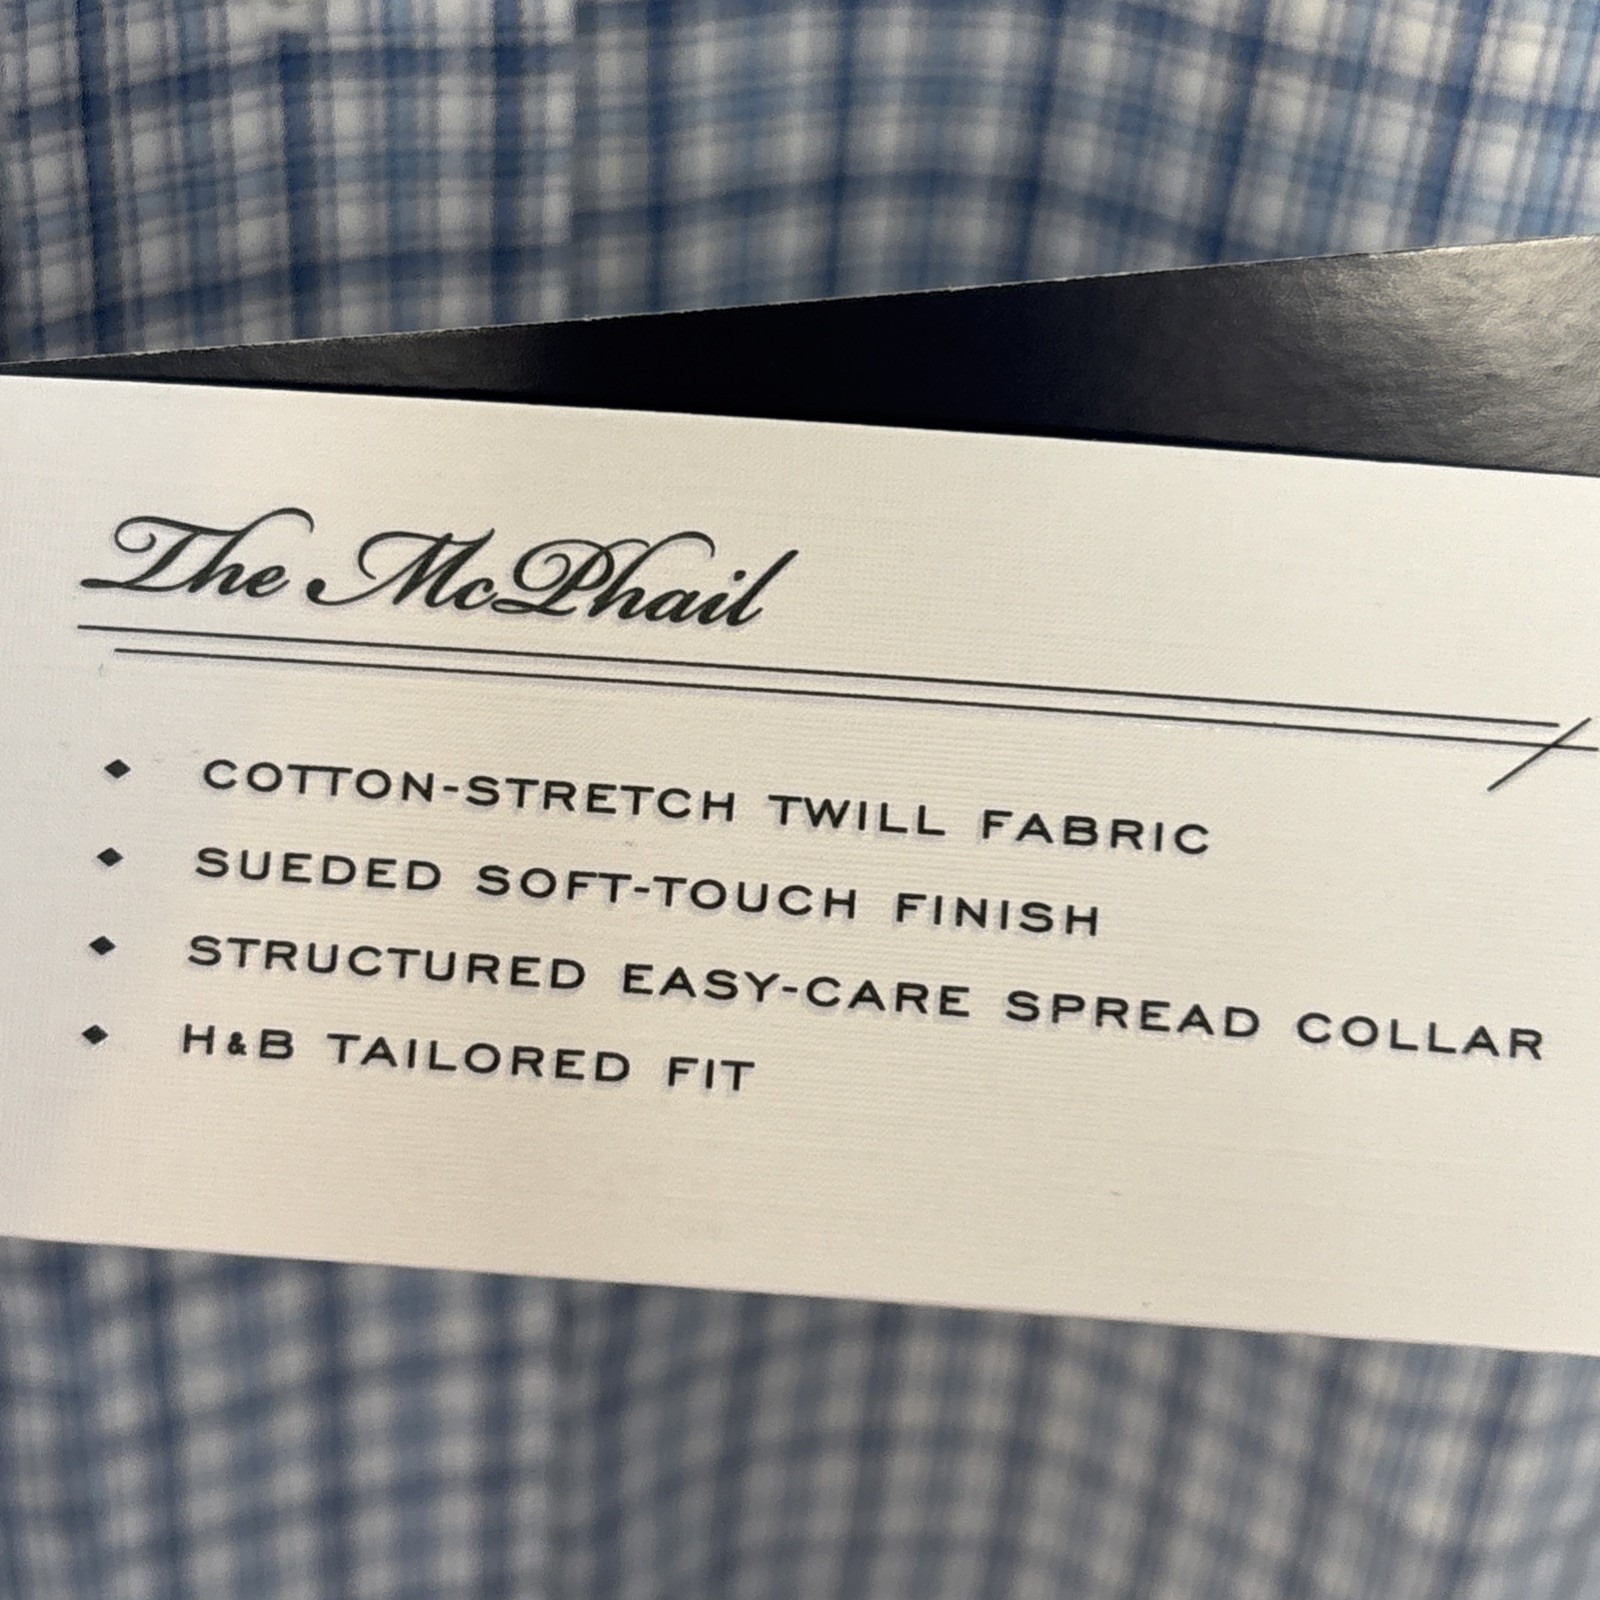 The McPhail
COTTON-STRETCH TWILL FABRIC
SUEDED SOFT-TOUCH FINISH
STRUCTURED EASY-CARE SPREAD COLLAR
H&B TAILORED FIT